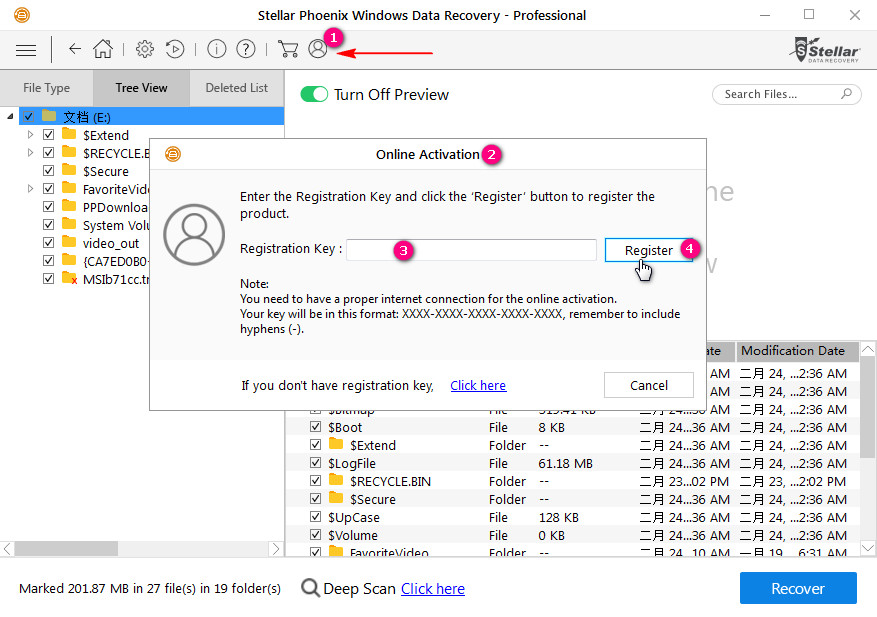 Stellar Phoenix Windows Data Recovery - Professional
1
Stellar
DATA RECOVERY
File Type Tree View Deleted List
Turn Off Preview
Search Files...
文档 (E:)
$Extend
$RECYCLE.B
$Secure
FavoriteVid
PPDownloa
System Volu
video_out
{CA7ED0B0-
MSIb71cc.t
Online Activation 2
Enter the Registration Key and click the 'Register' button to register the
product.
Registration Key : 3 Register 4
Note:
You need to have a proper internet connection for the online activation.
Your key will be in this format: XXXX-XXXX-XXXX-XXXX-XXXX, remember to include
hyphens (-).
If you don't have registration key, Click here Cancel
ne
w
ate Modification Date
AM 二月 24, ...2:36 AM
AM 二月 24, ...2:36 AM
$Bitmap File 319.41 KB 二月 24...36 AM 二月 24, ...2:36 AM
$Boot File 8 KB 二月 24...36 AM 二月 24, ...2:36 AM
$Extend Folder -- 二月 24...36 AM 二月 24, ...2:36 AM
$LogFile File 61.18 MB 二月 24...36 AM 二月 24, ...2:36 AM
$RECYCLE.BIN Folder -- 二月 23...02 PM 二月 23, ...2:02 PM
$Secure Folder -- 二月 24...36 AM 二月 24, ...2:36 AM
$UpCase File 128 KB 二月 24...36 AM 二月 24, ...2:36 AM
$Volume File 0 KB 二月 24...36 AM 二月 24, ...2:36 AM
FavoriteVideo Folder -- 二月 24...10 AM 一月 19, ...6:31 AM
Marked 201.87 MB in 27 file(s) in 19 folder(s) Deep Scan Click here Recover